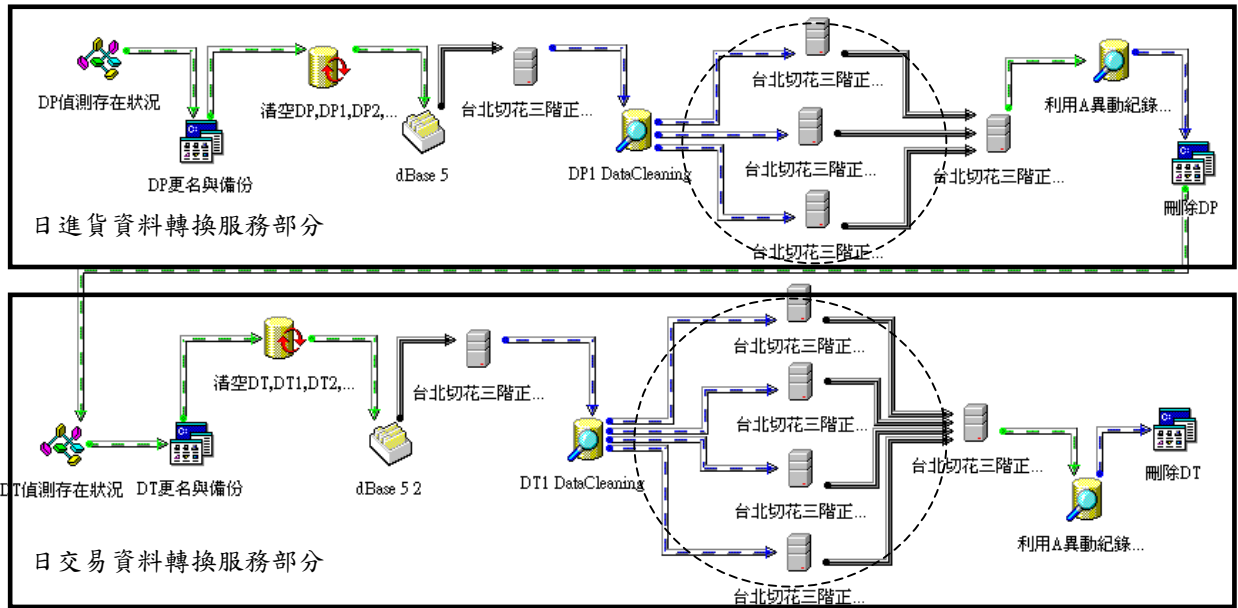 台北切花三階正...
DP偵測存在狀況
清空DP,DP1,DP2,...
台北切花三階正...
利用A異動紀錄...
DP更名與備份
dBase 5
DP1 DataCleaning
台北切花三階正...
台北切花三階正...
刪除DP
日進貨資料轉換服務部分
台北切花三階正...
台北切花三階正...
清空DT,DT1,DT2,...
台北切花三階正...
台北切花三階正...
DT偵測存在狀況
DT更名與備份
dBase 5 2
DT1 DataCleaning
台北切花三階正...
台北切花三階正...
刪除DT
利用A異動紀錄...
日交易資料轉換服務部分
台北切花三階正...